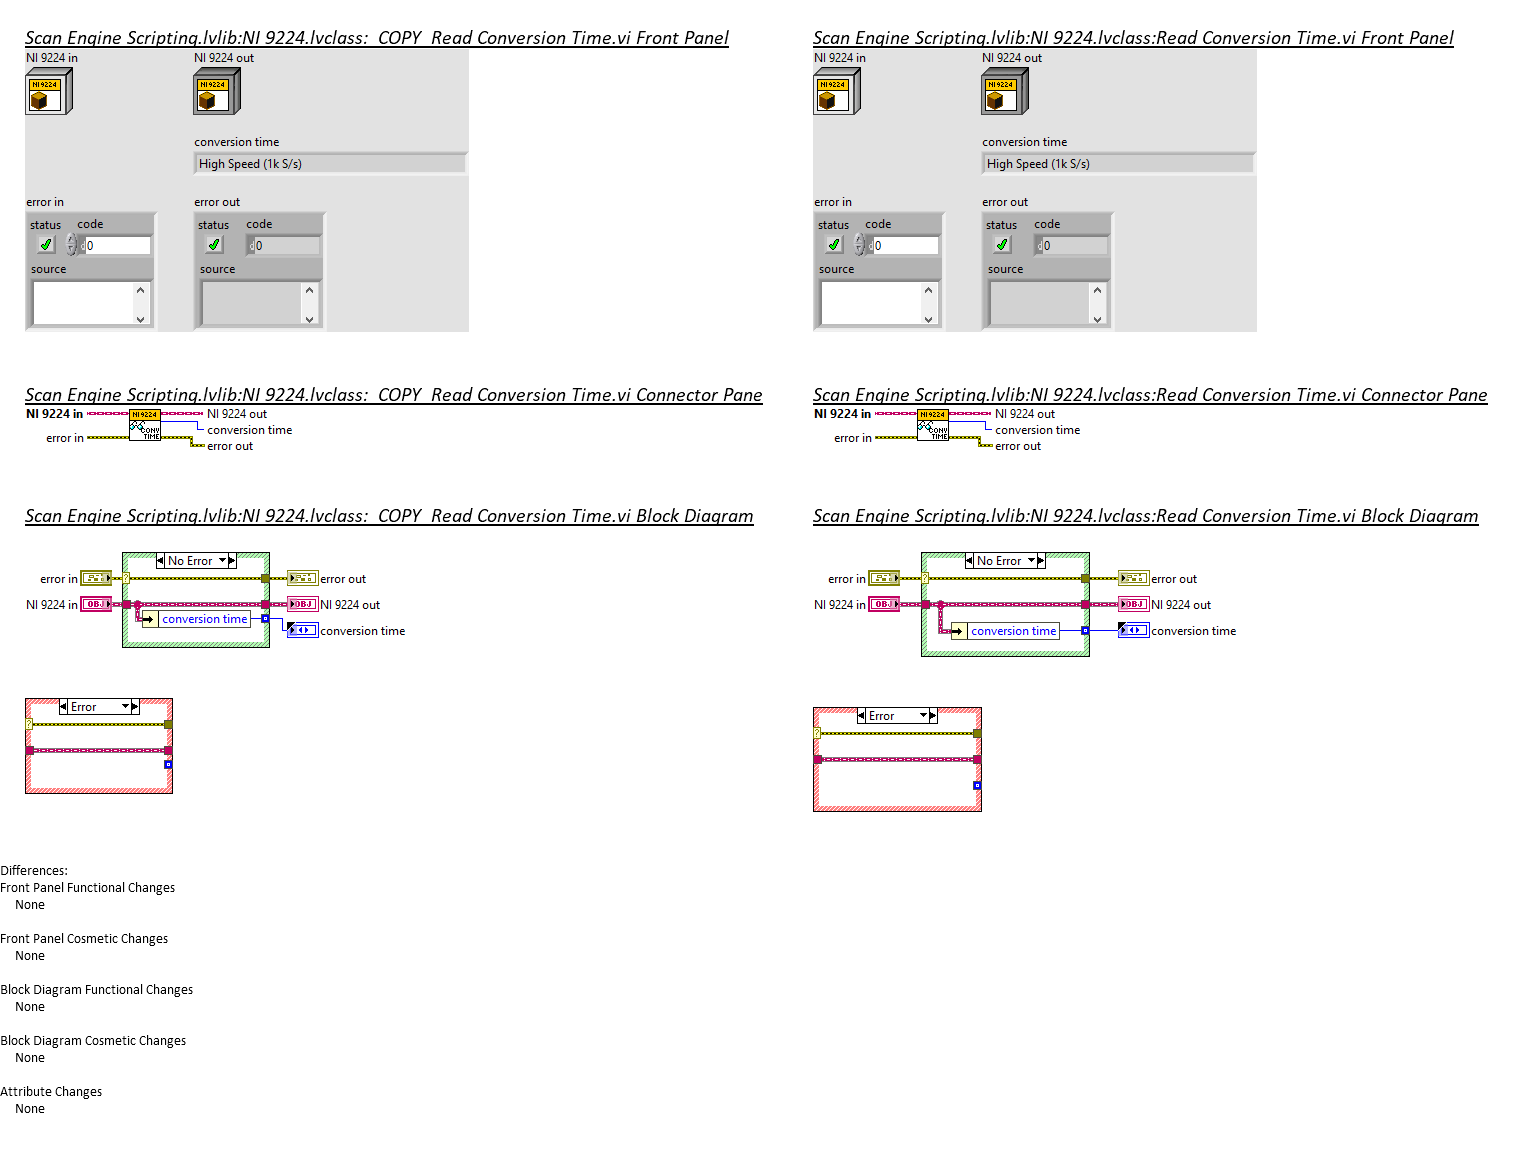 Scan Engine Scripting.lvlib:NI 9224.lvclass:_COPY_Read Conversion Time.vi Front Panel
NI 9224 in
NI 9224 out
NI 9224
NI 9224
conversion time
High Speed (1k S/s)
error in
error out
status code
0
source
status code
0
source
Scan Engine Scripting.lvlib:NI 9224.lvclass:Read Conversion Time.vi Front Panel
NI 9224 in
NI 9224 out
NI 9224
NI 9224
conversion time
High Speed (1k S/s)
error in
error out
status code
d 0
source
status code
d 0
source
Scan Engine Scripting.lvlib:NI 9224.lvclass:_COPY_Read Conversion Time.vi Connector Pane
NI 9224 in
NI 9224
NI 9224 out
CONV
TIME
conversion time
error in
error out
Scan Engine Scripting.lvlib:NI 9224.lvclass:Read Conversion Time.vi Connector Pane
NI 9224 in
NI 9224
NI 9224 out
CONV
TIME
conversion time
error in
error out
Scan Engine Scripting.lvlib:NI 9224.lvclass:_COPY_Read Conversion Time.vi Block Diagram
No Error
error in
?
error out
NI 9224 in
OBJ
OBJ
NI 9224 out
conversion time
conversion time
Error
?
Scan Engine Scripting.lvlib:NI 9224.lvclass:Read Conversion Time.vi Block Diagram
No Error
error in
?
error out
NI 9224 in
OBJ
OBJ
NI 9224 out
conversion time
conversion time
Error
?
Differences:
Front Panel Functional Changes
None
Front Panel Cosmetic Changes
None
Block Diagram Functional Changes
None
Block Diagram Cosmetic Changes
None
Attribute Changes
None